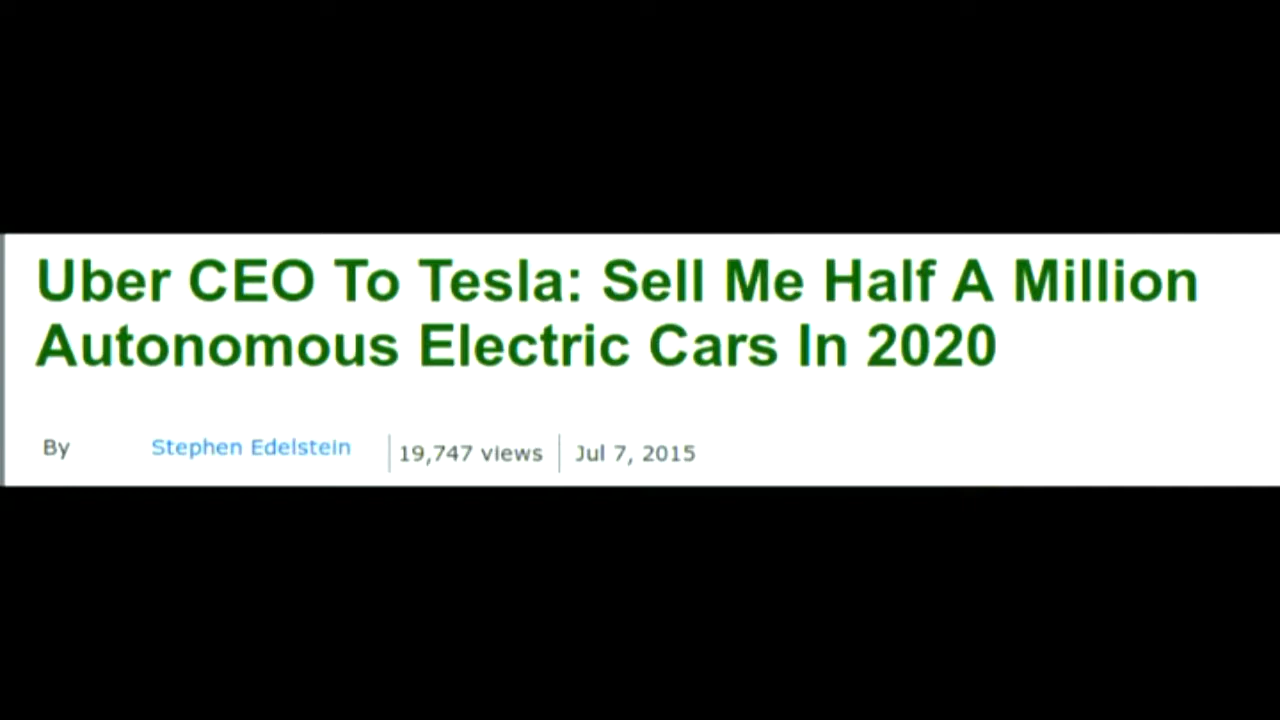 Uber CEO To Tesla: Sell Me Half A Million
Autonomous Electric Cars In 2020
By Stephen Edelstein 19,747 views Jul 7, 2015